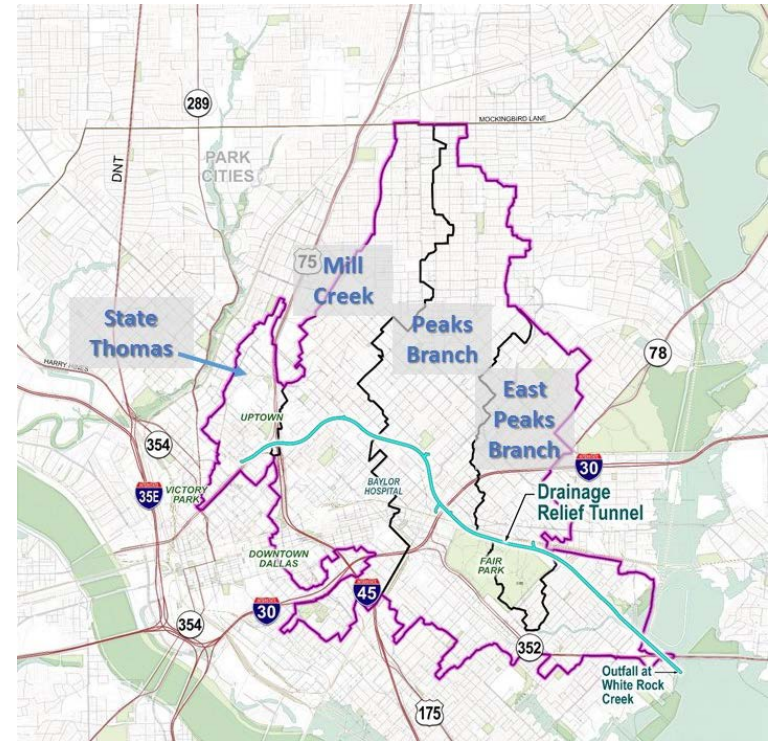 289
MOCKINGBIRD LANE
DNT
PARK
CITIES
75
Mill
Creek
State
Thomas
Peaks
Branch
78
East
Peaks
Branch
UPTOWN
354
35E
VICTORY
PARK
BAYLOR
HOSPITAL
30
Drainage
Relief Tunnel
DOWNTOWN
DALLAS
FAIR
PARK
45
30
354
352
175
Outfall at
White Rock
Creek